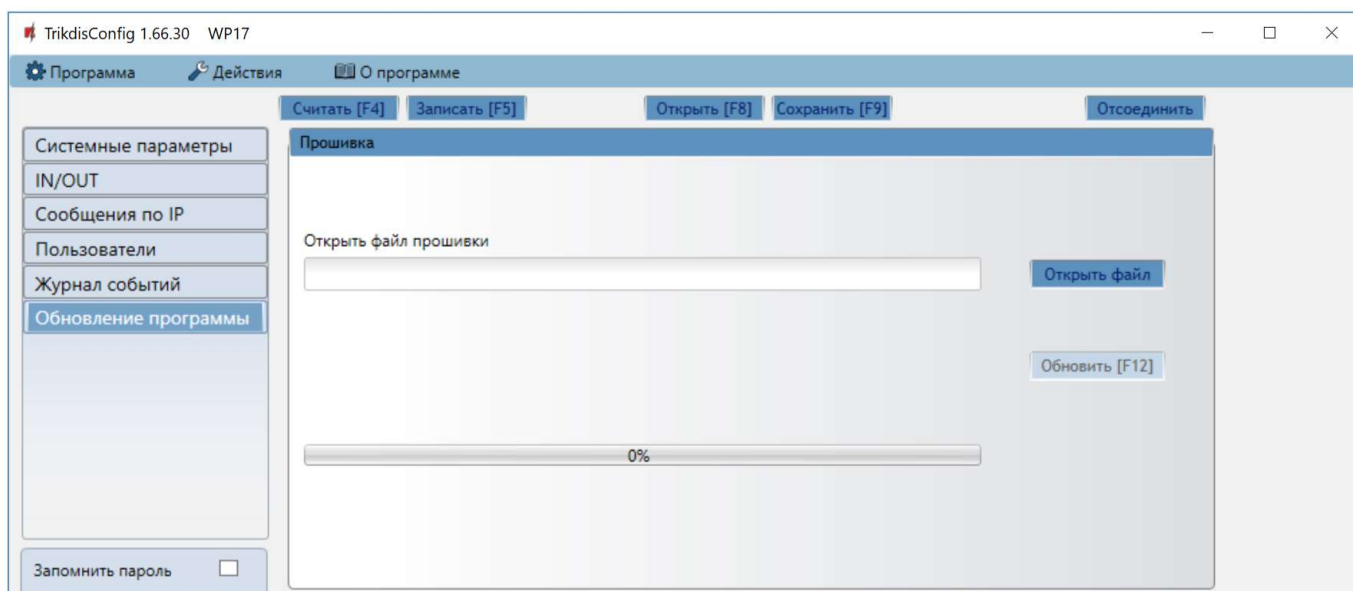 TrikdisConfig 1.66.30 WP17
Программа Действия О программе
Считать [F4] Записать [F5] Открыть [F8] Сохранить [F9] Отсоединить
Системные параметры
IN/OUT
Сообщения по IP
Пользователи
Журнал событий
Обновление программы
Запомнить пароль
Прошивка
Открыть файл прошивки
Открыть файл
Обновить [F12]
0%